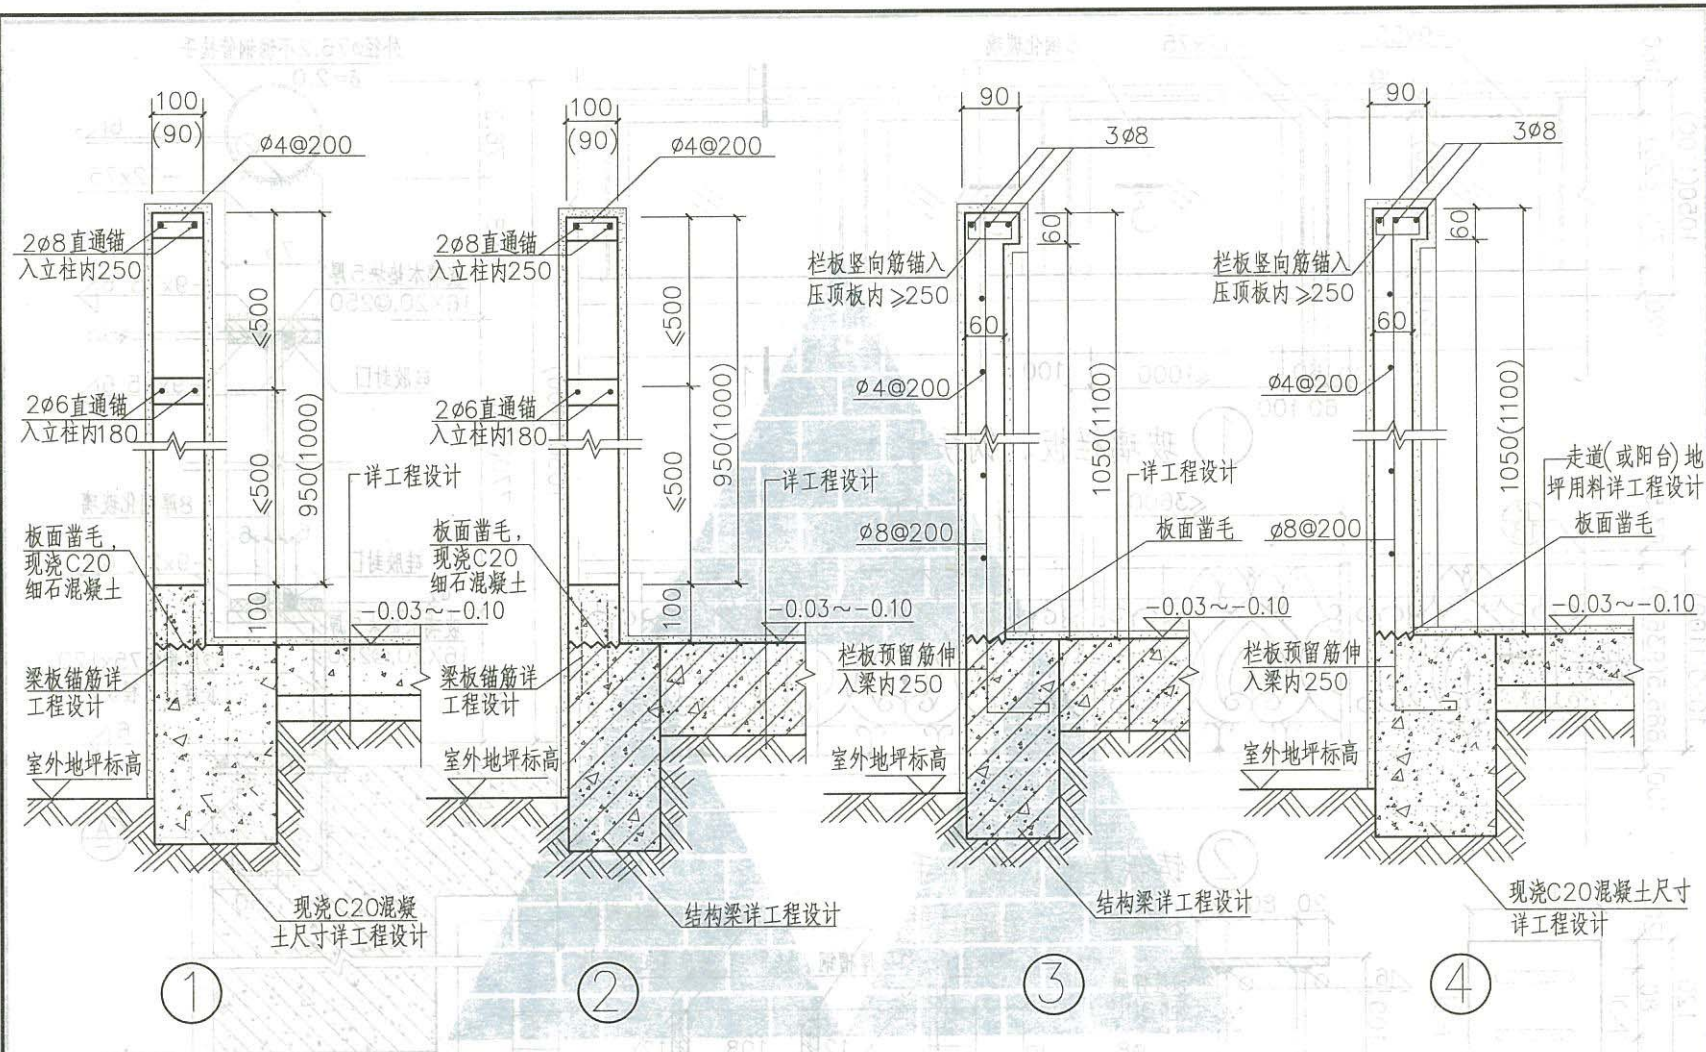 100
(90)
ø4@200
2ø8直通锚
入立柱内250
≤500
2ø6直通锚
入立柱内180
950(1000)
≤500
详工程设计
板面凿毛,
现浇C20
细石混凝土
100
-0.03~-0.10
梁板锚筋详
工程设计
室外地坪标高
现浇C20混凝
土尺寸详工程设计
1
100
(90)
ø4@200
2ø8直通锚
入立柱内250
≤500
2ø6直通锚
入立柱内180
950(1000)
≤500
详工程设计
板面凿毛,
现浇C20
细石混凝土
100
-0.03~-0.10
梁板锚筋详
工程设计
室外地坪标高
结构梁详工程设计
2
90
3ø8
60
栏板竖向筋锚入
压顶板内≥250
60
ø4@200
1050(1100)
详工程设计
ø8@200
板面凿毛
-0.03~-0.10
栏板预留筋伸
入梁内250
室外地坪标高
结构梁详工程设计
3
90
3ø8
60
栏板竖向筋锚入
压顶板内≥250
60
ø4@200
1050(1100)
走道(或阳台)地
坪用料详工程设计
ø8@200
板面凿毛
-0.03~-0.10
栏板预留筋伸
入梁内250
室外地坪标高
现浇C20混凝土尺寸
详工程设计
4